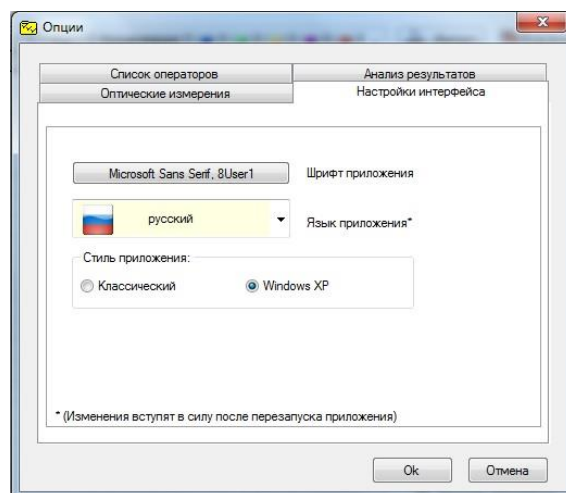 Опции
Список операторов
Анализ результатов
Оптические измерения
Настройки интерфейса
Microsoft Sans Serif, 8User1
Шрифт приложения
русский
Язык приложения*
Стиль приложения:
Классический
Windows XP
* (Изменения вступят в силу после перезапуска приложения)
Ok
Отмена